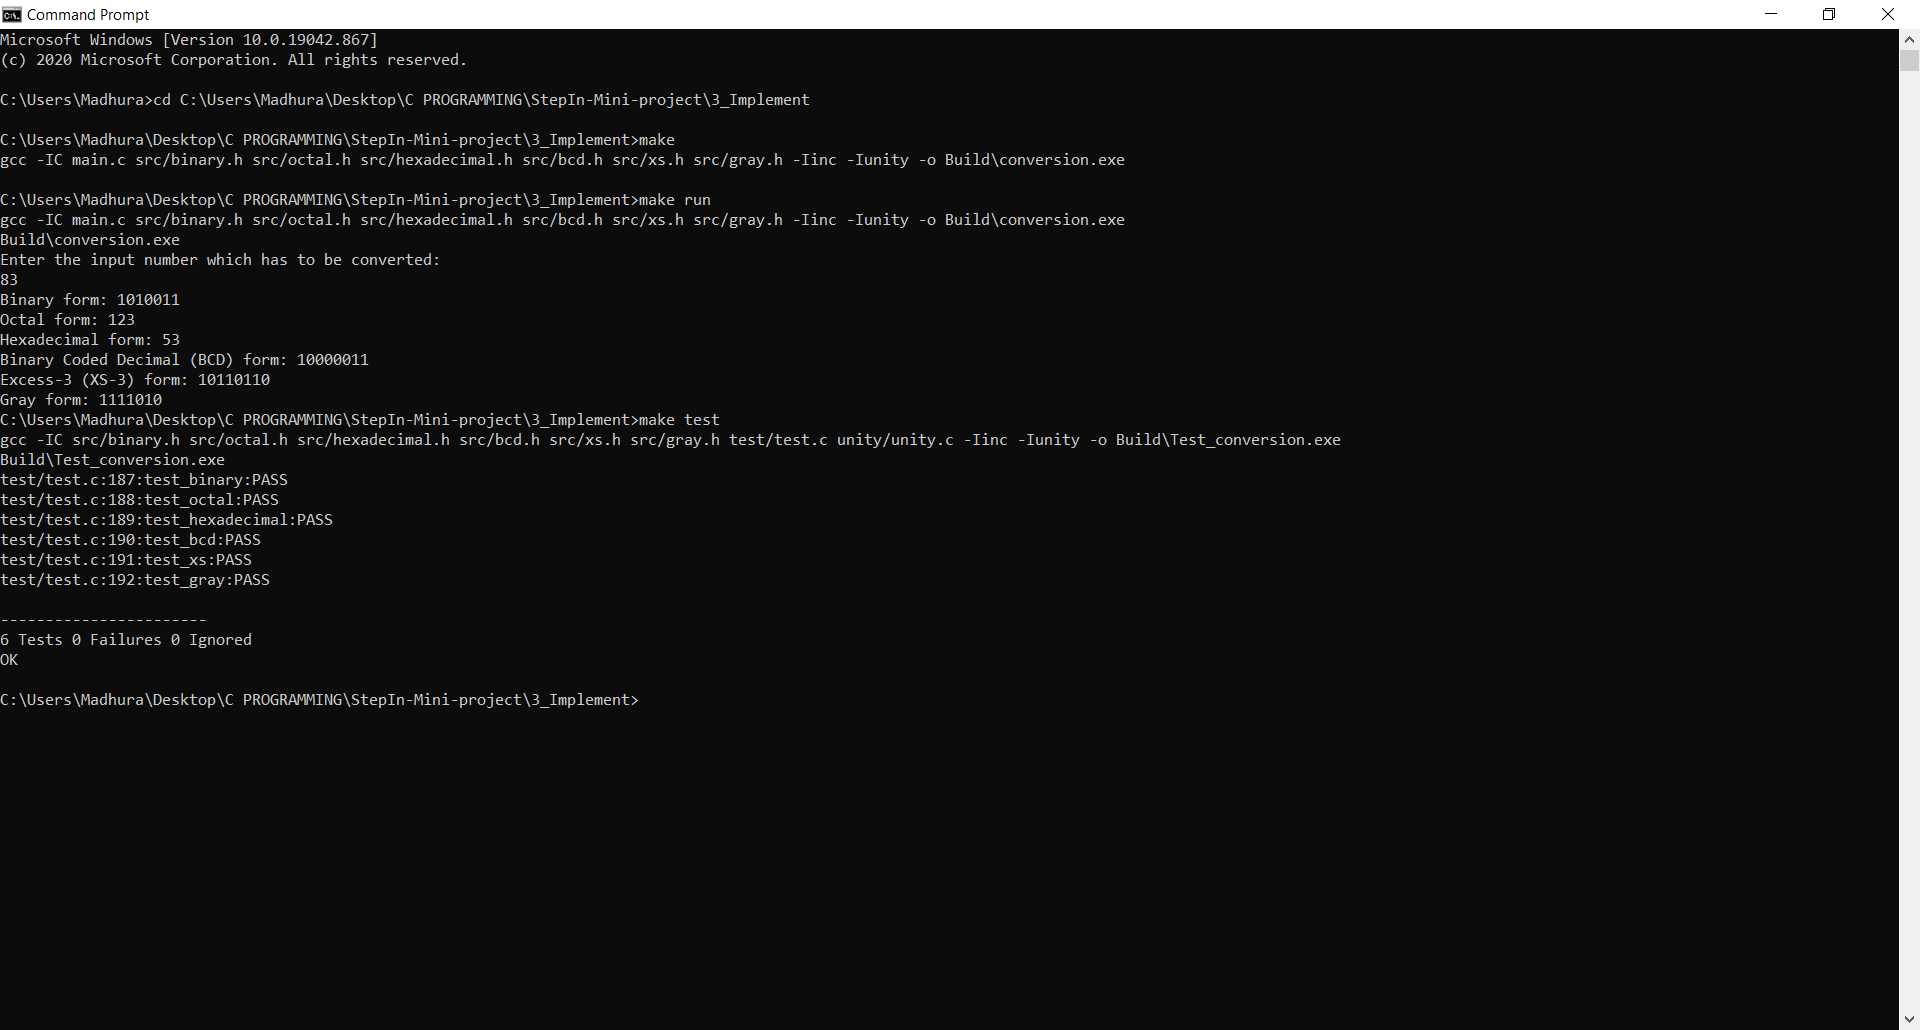 Command Prompt
Microsoft Windows [Version 10.0.19042.867]
(c) 2020 Microsoft Corporation. All rights reserved.
C:\Users\Madhura>cd C:\Users\Madhura\Desktop\C PROGRAMMING\StepIn-Mini-project\3_Implement
C:\Users\Madhura\Desktop\C PROGRAMMING\StepIn-Mini-project\3_Implement>make
gcc -IC main.c src/binary.h src/octal.h src/hexadecimal.h src/bcd.h src/xs.h src/gray.h -Iinc -Iunity -o Build\conversion.exe
C:\Users\Madhura\Desktop\C PROGRAMMING\StepIn-Mini-project\3_Implement>make run
gcc -IC main.c src/binary.h src/octal.h src/hexadecimal.h src/bcd.h src/xs.h src/gray.h -Iinc -Iunity -o Build\conversion.exe
Build\conversion.exe
Enter the input number which has to be converted:
83
Binary form: 1010011
Octal form: 123
Hexadecimal form: 53
Binary Coded Decimal (BCD) form: 10000011
Excess-3 (XS-3) form: 10110110
Gray form: 1111010
C:\Users\Madhura\Desktop\C PROGRAMMING\StepIn-Mini-project\3_Implement>make test
gcc -IC src/binary.h src/octal.h src/hexadecimal.h src/bcd.h src/xs.h src/gray.h test/test.c unity/unity.c -Iinc -Iunity -o Build\Test_conversion.exe
Build\Test_conversion.exe
test/test.c:187:test_binary:PASS
test/test.c:188:test_octal:PASS
test/test.c:189:test_hexadecimal:PASS
test/test.c:190:test_bcd:PASS
test/test.c:191:test_xs:PASS
test/test.c:192:test_gray:PASS
-----------------------
6 Tests 0 Failures 0 Ignored
OK
C:\Users\Madhura\Desktop\C PROGRAMMING\StepIn-Mini-project\3_Implement>